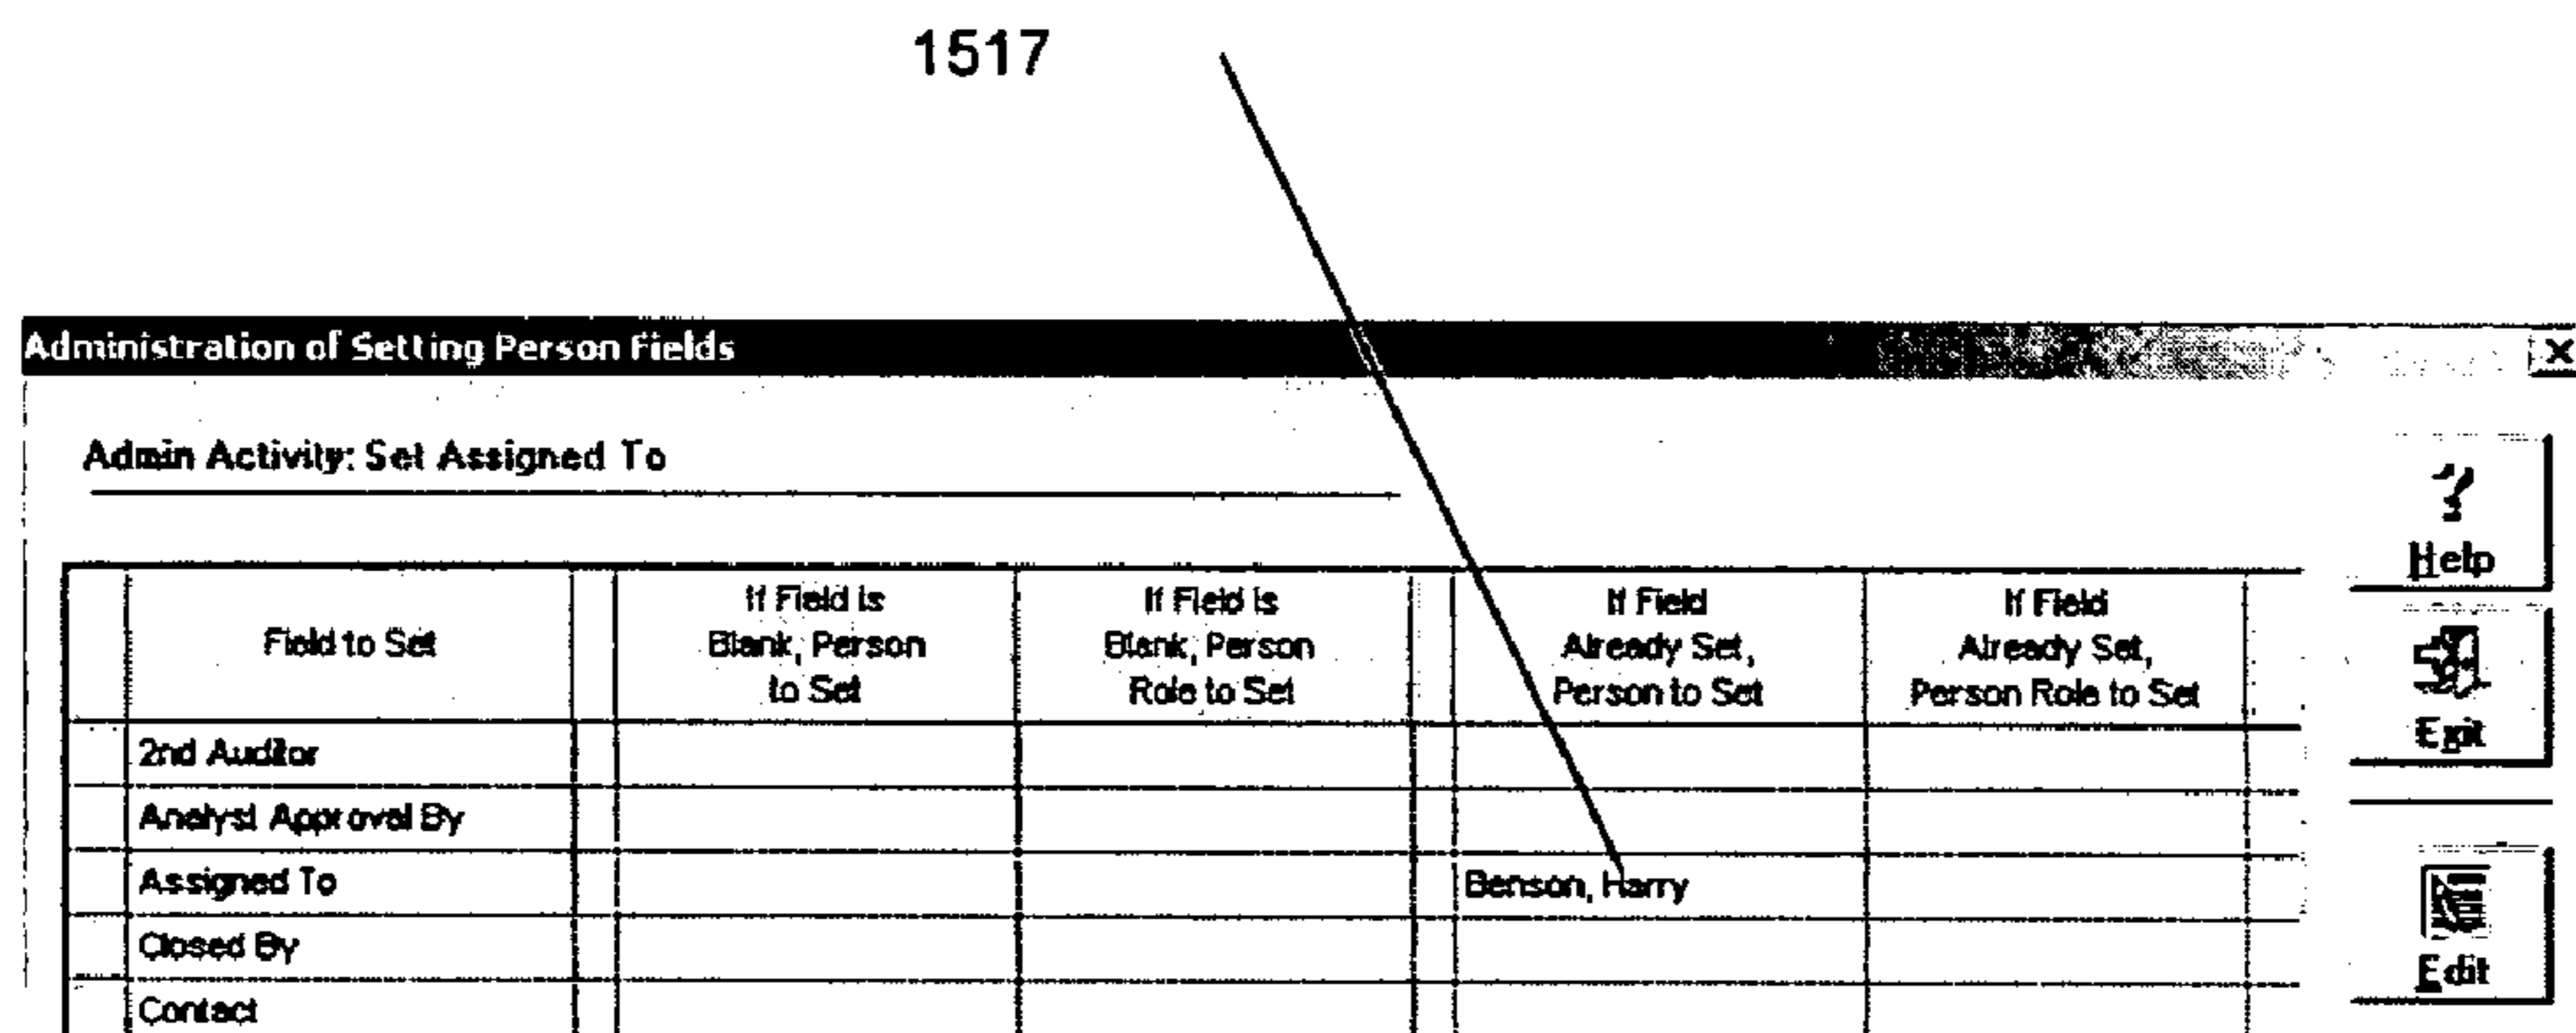 1517
Administration of Setting Person Fields
Admin Activity: Set Assigned To
Help
Field to Set
If Field is
Blank, Person
to Set
If Field is
Blank, Person
Role to Set
If Field
Already Set,
Person to Set
If Field
Already Set,
Person Role to Set
Exit
2nd Auditor
Analyst Approval By
Assigned To
Benson, Harry
Closed By
Edit
Contact